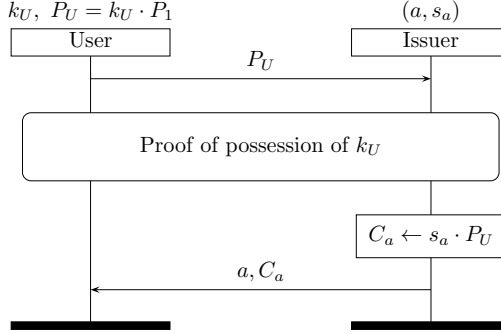 k_U, P_U = k_U · P_1
(a, s_a)
User
Issuer
P_U
Proof of possession of k_U
C_a ← s_a · P_U
a, C_a